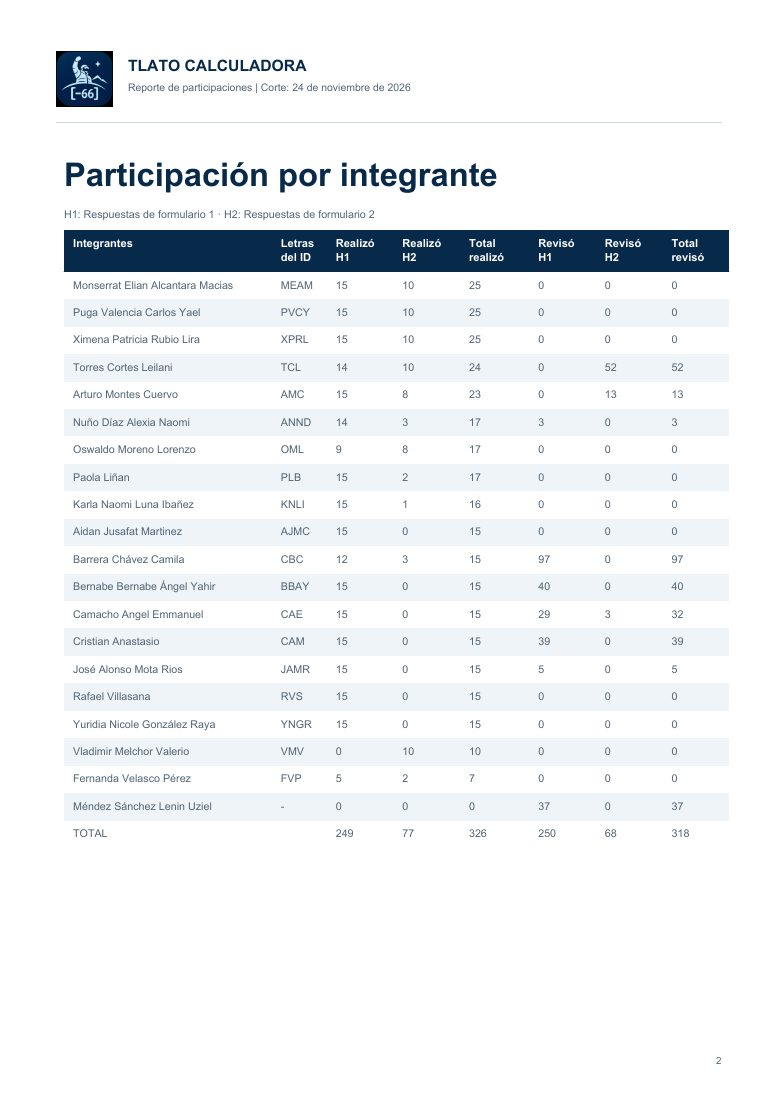 [-66]
TLATO CALCULADORA
Reporte de participaciones | Corte: 24 de noviembre de 2026
Participación por integrante
H1: Respuestas de formulario 1 · H2: Respuestas de formulario 2
Integrantes Letras del ID Realizó H1 Realizó H2 Total realizó Revisó H1 Revisó H2 Total revisó
Monserrat Elian Alcantara Macias MEAM 15 10 25 0 0 0
Puga Valencia Carlos Yael PVCY 15 10 25 0 0 0
Ximena Patricia Rubio Lira XPRL 15 10 25 0 0 0
Torres Cortes Leilani TCL 14 10 24 0 52 52
Arturo Montes Cuervo AMC 15 8 23 0 13 13
Nuño Díaz Alexia Naomi ANND 14 3 17 3 0 3
Oswaldo Moreno Lorenzo OML 9 8 17 0 0 0
Paola Liñan PLB 15 2 17 0 0 0
Karla Naomi Luna Ibañez KNLI 15 1 16 0 0 0
Aidan Jusafat Martinez AJMC 15 0 15 0 0 0
Barrera Chávez Camila CBC 12 3 15 97 0 97
Bernabe Bernabe Ángel Yahir BBAY 15 0 15 40 0 40
Camacho Angel Emmanuel CAE 15 0 15 29 3 32
Cristian Anastasio CAM 15 0 15 39 0 39
José Alonso Mota Rios JAMR 15 0 15 5 0 5
Rafael Villasana RVS 15 0 15 0 0 0
Yuridia Nicole González Raya YNGR 15 0 15 0 0 0
Vladimir Melchor Valerio VMV 0 10 10 0 0 0
Fernanda Velasco Pérez FVP 5 2 7 0 0 0
Méndez Sánchez Lenin Uziel - 0 0 0 37 0 37
TOTAL 249 77 326 250 68 318
2